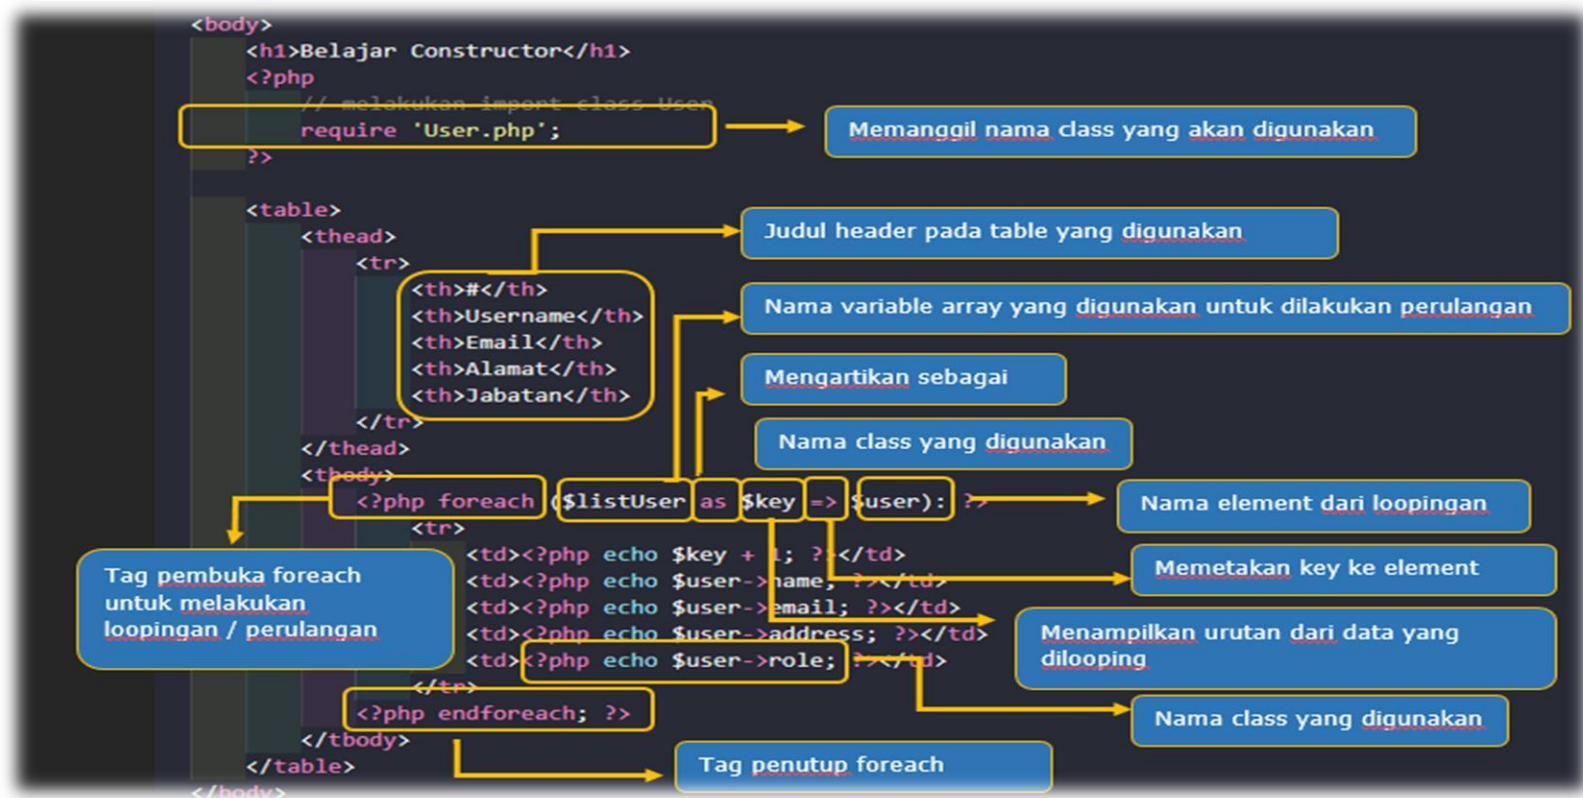 <body>
<h1>Belajar Constructor</h1>
<?php
// melakukan import class User
require 'User.php';
Memanggil nama class yang akan digunakan
?>
<table>
<thead>
Judul header pada table yang digunakan
<tr>
<th>#</th>
<th>Username</th>
Nama variable array yang digunakan untuk dilakukan perulangan
<th>Email</th>
<th>Alamat</th>
Mengartikan sebagai
<th>Jabatan</th>
</tr>
Nama class yang digunakan
</thead>
<tbody>
<?php foreach ($listUser as $key => $user): ?>
Nama element dari loopingan
<tr>
<td><?php echo $key + 1; ?></td>
Memetakan key ke element
<td><?php echo $user->name; ?></td>
<td><?php echo $user->email; ?></td>
<td><?php echo $user->address; ?></td>
<td><?php echo $user->role; ?></td>
Tag pembuka foreach
untuk melakukan
loopingan / perulangan
Menampilkan urutan dari data yang
dilooping
</tr>
<?php endforeach; ?>
Nama class yang digunakan
</tbody>
</table>
Tag penutup foreach
</body>